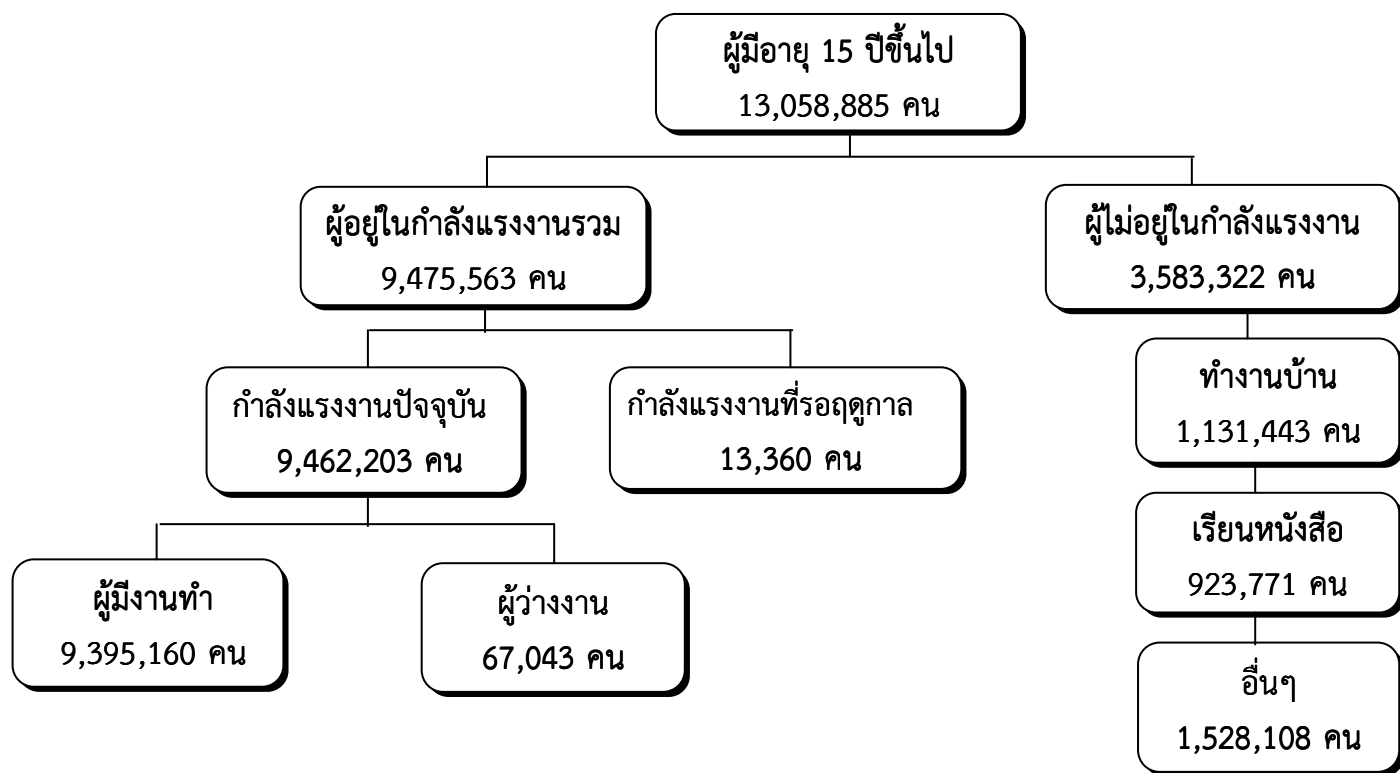 ผู้มีอายุ 15 ปีขึ้นไป
13,058,885 คน
ผู้อยู่ในกำลังแรงงานรวม
9,475,563 คน
ผู้ไม่อยู่ในกำลังแรงงาน
3,583,322 คน
กำลังแรงงานปัจจุบัน
9,462,203 คน
กำลังแรงงานที่รอฤดูกาล
13,360 คน
ทำงานบ้าน
1,131,443 คน
เรียนหนังสือ
923,771 คน
ผู้มีงานทำ
9,395,160 คน
ผู้ว่างงาน
67,043 คน
อื่นๆ
1,528,108 คน